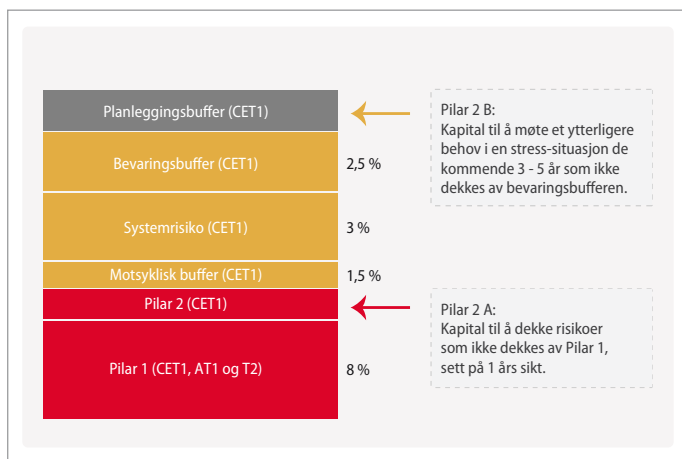 Planleggingsbuffer (CET1)
Bevaringsbuffer (CET1)
2,5 %
Systemrisiko (CET1)
3 %
Motsyklisk buffer (CET1)
1,5 %
Pilar 2 (CET1)
Pilar 1 (CET1, AT1 og T2)
8 %
Pilar 2 B:
Kapital til å møte et ytterligere
behov i en stress-situasjon de
kommende 3 - 5 år som ikke
dekkes av bevaringsbufferen.
Pilar 2 A:
Kapital til å dekke risikoer
som ikke dekkes av Pilar 1,
sett på 1 års sikt.